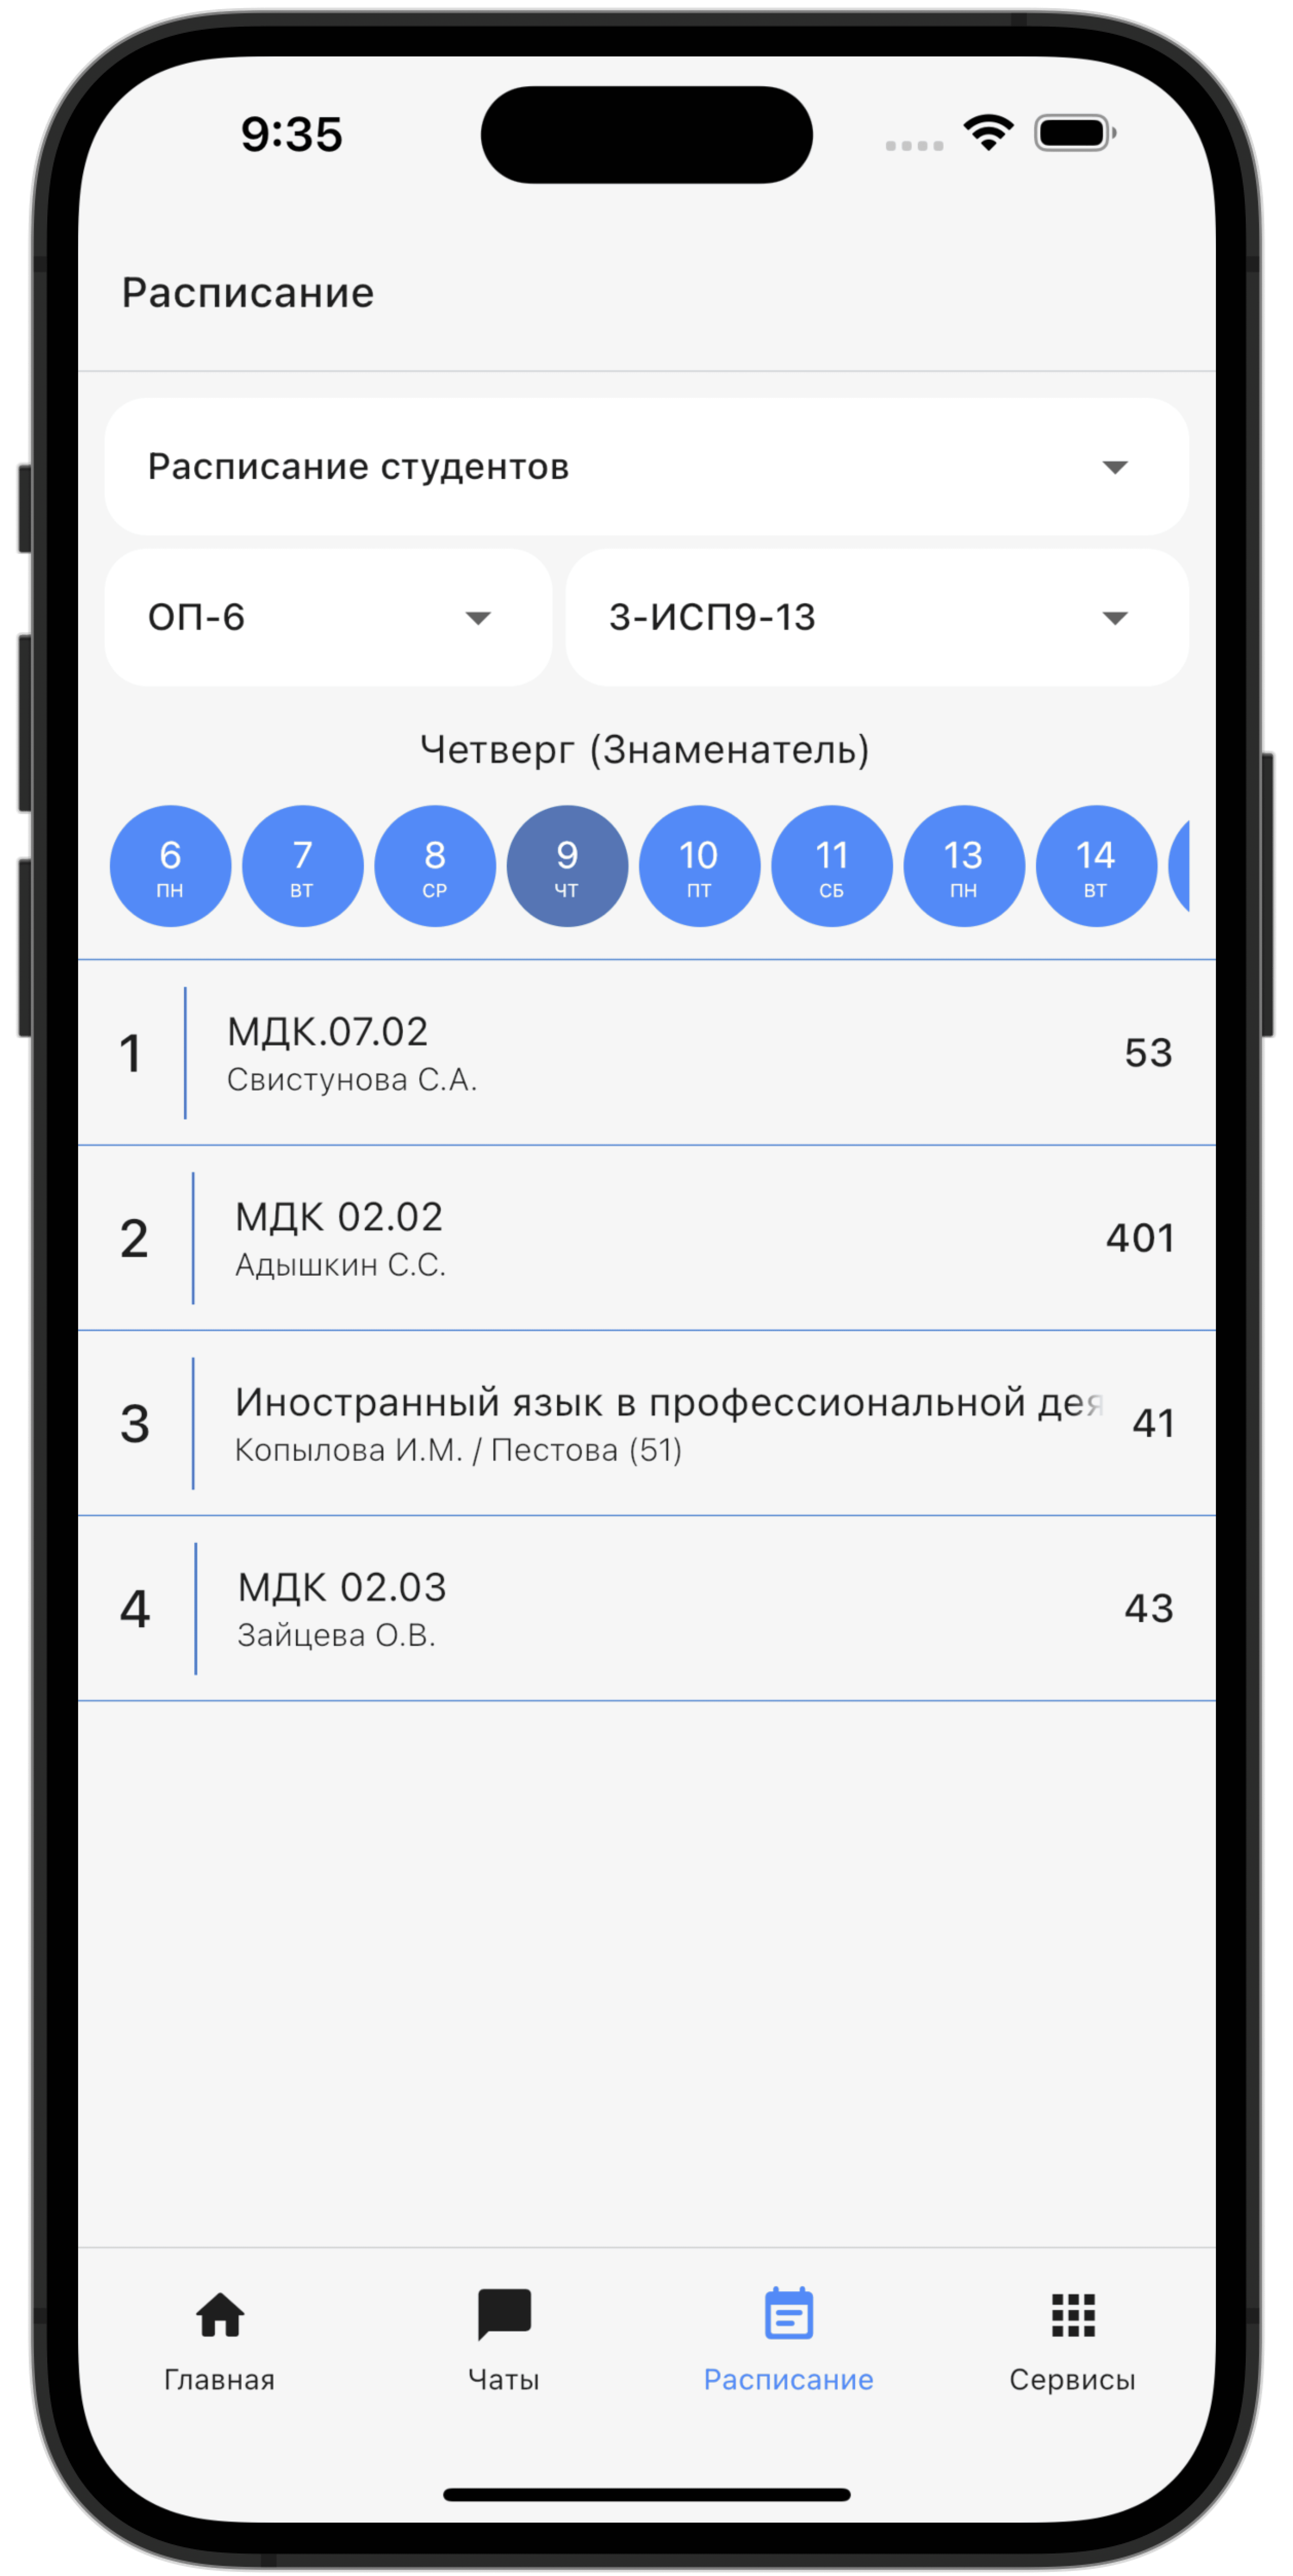 9:35
Расписание
Расписание студентов
ОП-6
3-ИСП9-13
Четверг (Знаменатель)
6 7 8 9 10 11 13 14
ПН ВТ СР ЧТ ПТ СБ ПН ВТ
1
МДК.07.02
Свистунова С.А.
53
2
МДК 02.02
Адышкин С.С.
401
3
Иностранный язык в профессиональной дея
Копылова И.М. / Пестова (51)
41
4
МДК 02.03
Зайцева О.В.
43
Главная Чаты Расписание Сервисы